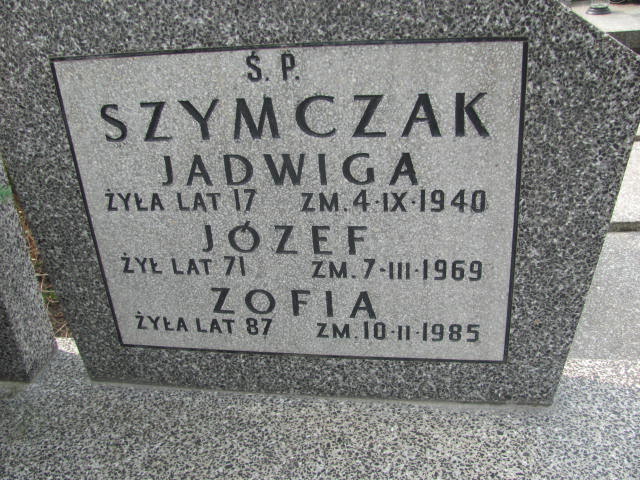 Ś. P.
SZYMCZAK
JADWIGA
ŻYŁA LAT 17 ZM. 4-IX-1940
JÓZEF
ŻYŁ LAT 71 ZM. 7-III-1969
ZOFIA
ŻYŁA LAT 87 ZM. 10-II-1985